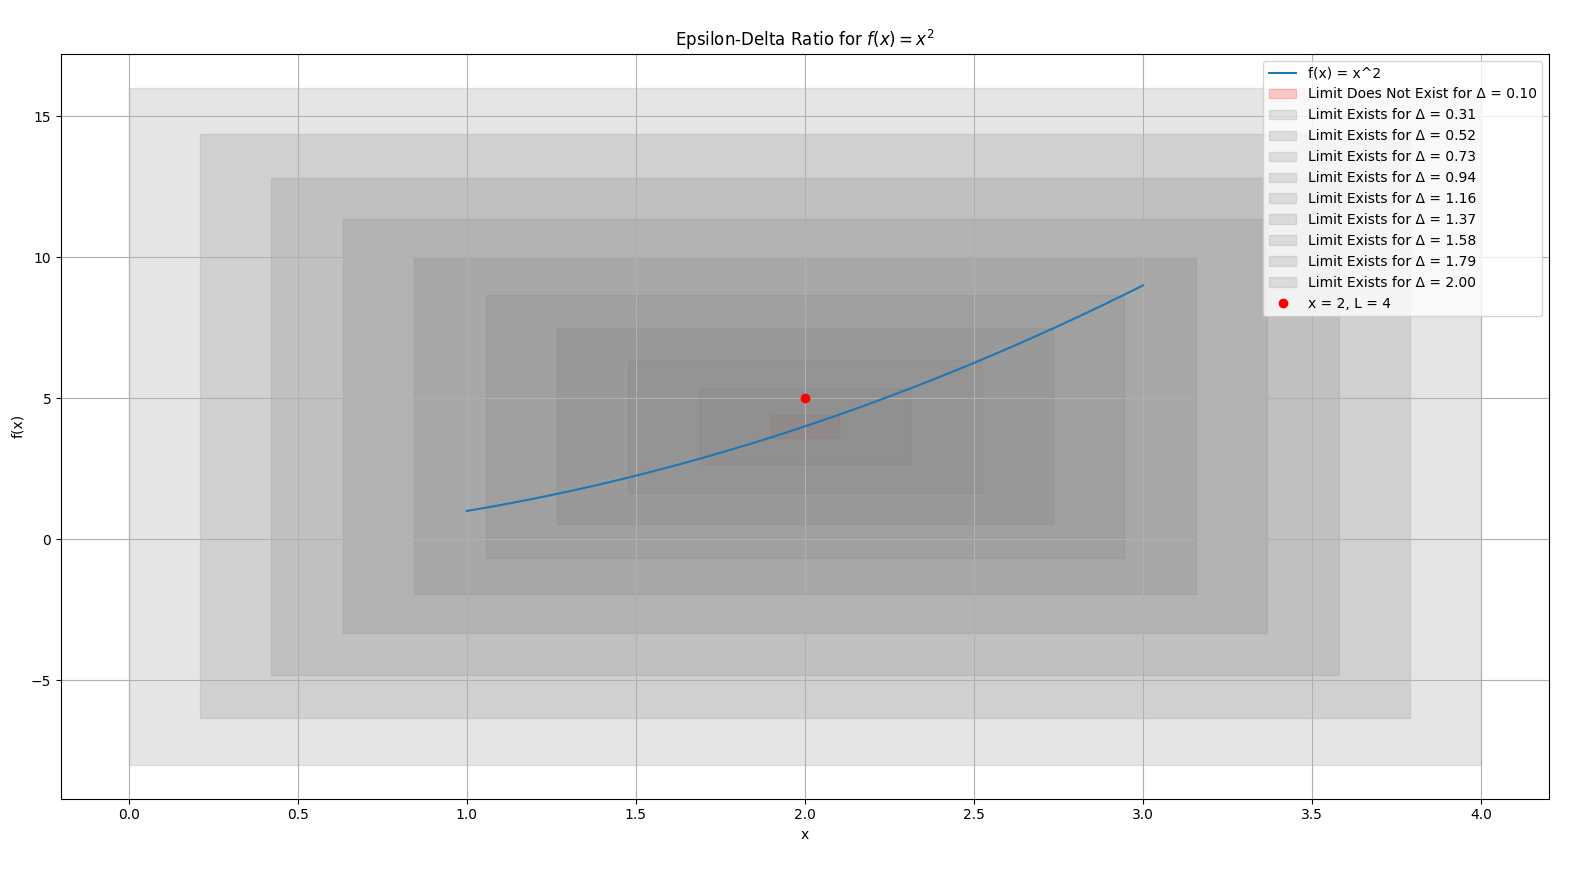 Epsilon-Delta Ratio for f(x) = x²
f(x) = x^2
Limit Does Not Exist for Δ = 0.10
Limit Exists for Δ = 0.31
Limit Exists for Δ = 0.52
Limit Exists for Δ = 0.73
Limit Exists for Δ = 0.94
Limit Exists for Δ = 1.16
Limit Exists for Δ = 1.37
Limit Exists for Δ = 1.58
Limit Exists for Δ = 1.79
Limit Exists for Δ = 2.00
x = 2, L = 4
15
10
5
0
−5
f(x)
0.0 0.5 1.0 1.5 2.0 2.5 3.0 3.5 4.0
x